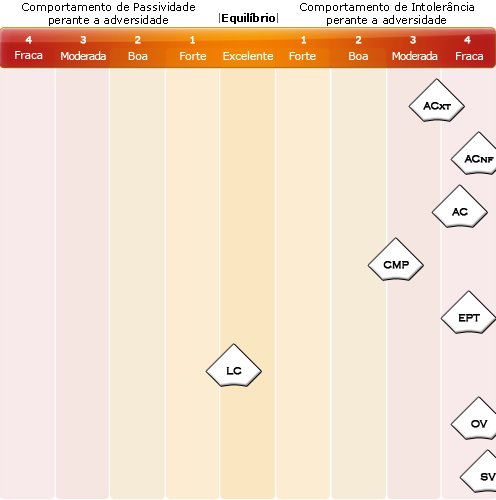 Comportamento de Passividade
perante a adversidade
|Equilíbrio|
Comportamento de Intolerância
perante a adversidade
4 3 2 1 1 2 3 4
Fraca Moderada Boa Forte Excelente Forte Boa Moderada Fraca
ACXT
ACNF
AC
CMP
EPT
LC
OV
SV